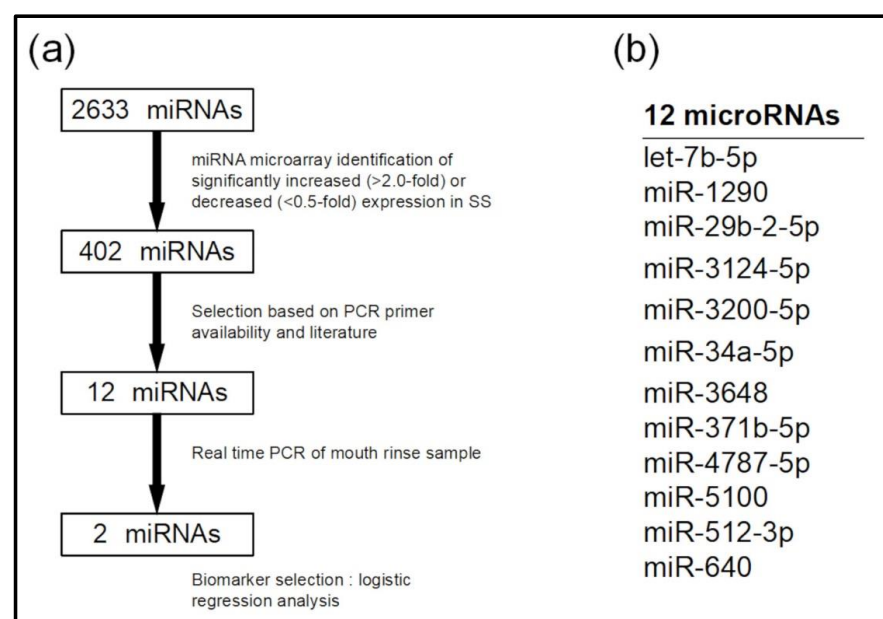 (a)
2633 miRNAs
miRNA microarray identification of
significantly increased (>2.0-fold) or
decreased (<0.5-fold) expression in SS
402 miRNAs
Selection based on PCR primer
availability and literature
12 miRNAs
Real time PCR of mouth rinse sample
2 miRNAs
Biomarker selection : logistic
regression analysis
(b)
12 microRNAs
let-7b-5p
miR-1290
miR-29b-2-5p
miR-3124-5p
miR-3200-5p
miR-34a-5p
miR-3648
miR-371b-5p
miR-4787-5p
miR-5100
miR-512-3p
miR-640